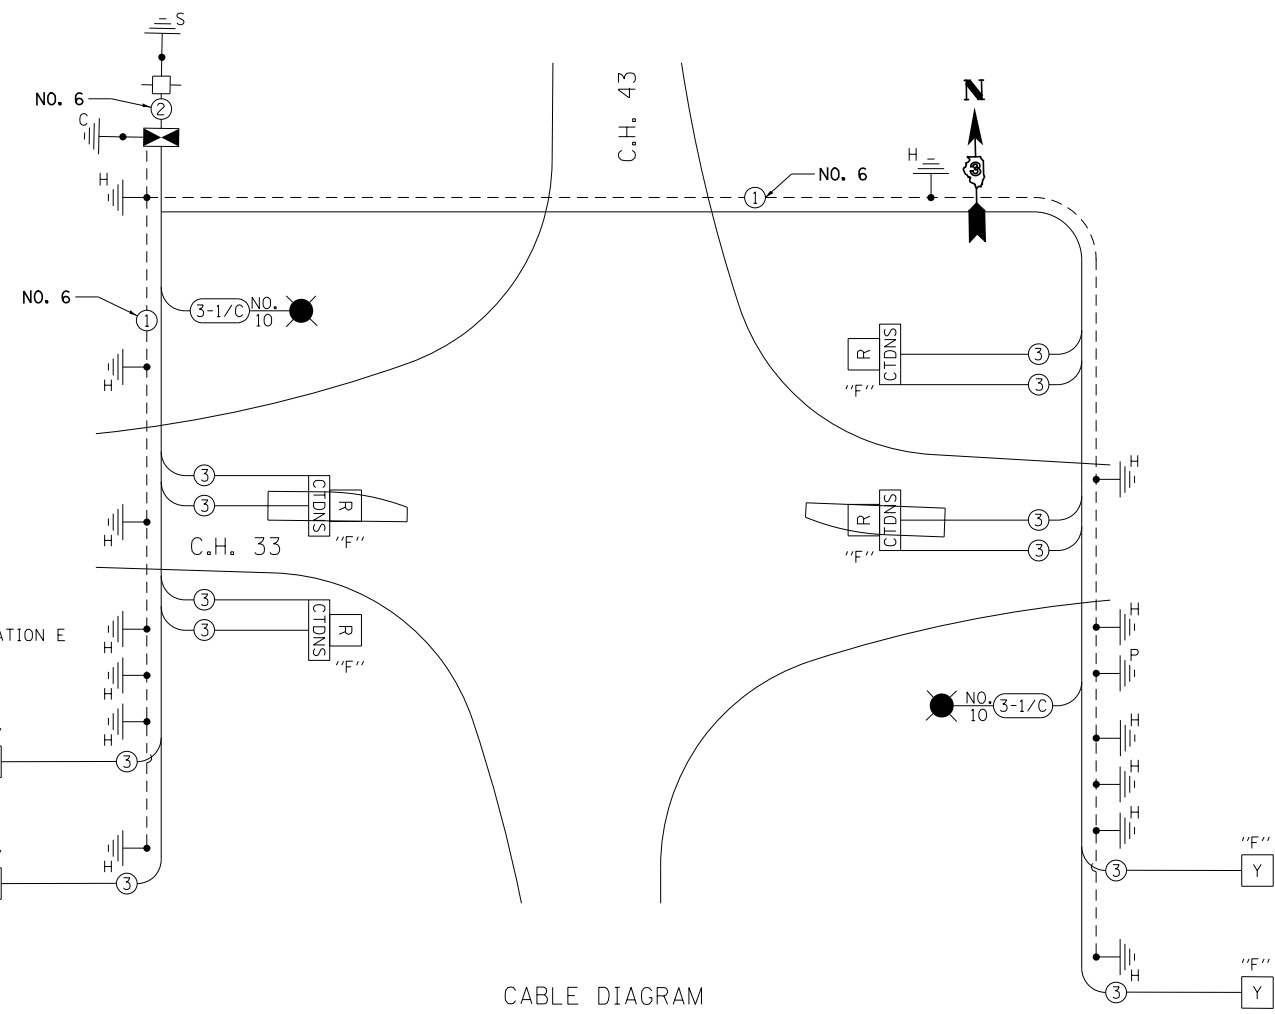 S
NO. 6
2
C
C.H. 43
N
3
H
H
1
NO. 6
NO. 6
1
3-1/C
NO. 10
H
R
CTDNS
3
3
"F"
3
3
CTDNS
R
"F"
H
C.H. 33
R
CTDNS
3
3
"F"
H
3
3
CTDNS
R
"F"
H
ATION E
H
H
H
P
NO. 10
3-1/C
H
H
H
3
H
3
3
"F"
Y
H
3
"F"
Y
CABLE DIAGRAM